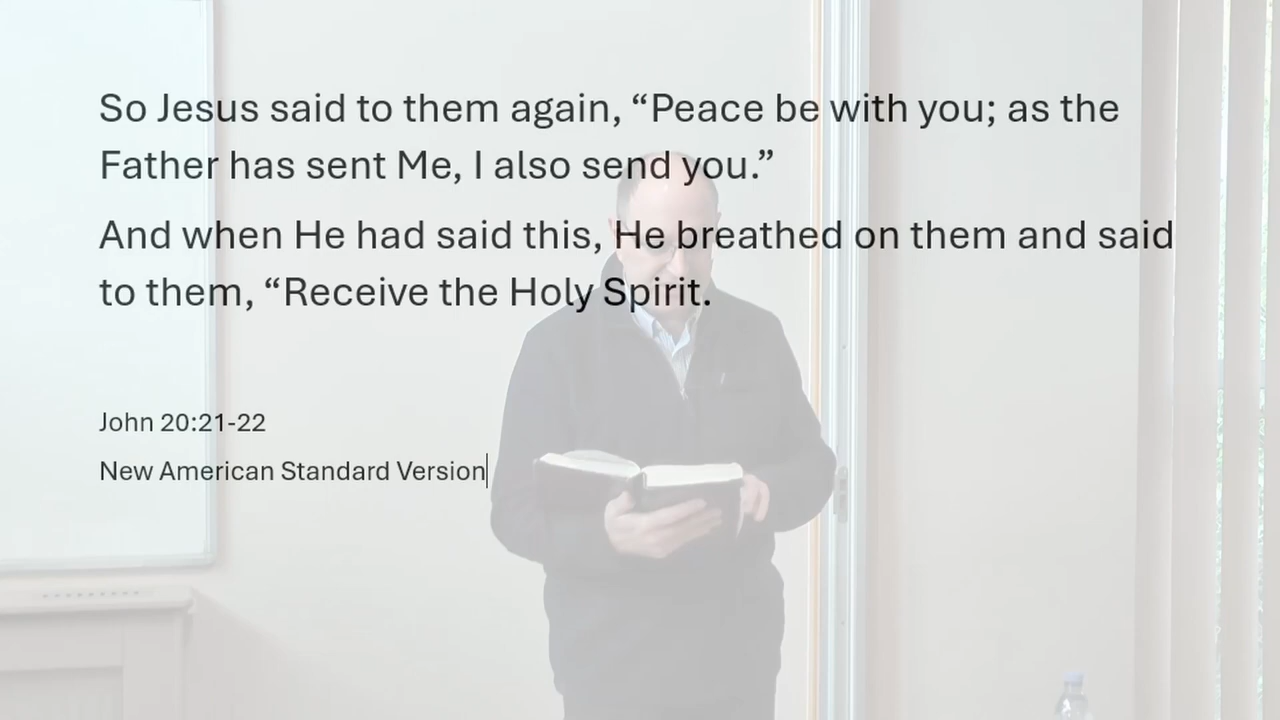 So Jesus said to them again, “Peace be with you; as the
Father has sent Me, I also send you.”
And when He had said this, He breathed on them and said
to them, “Receive the Holy Spirit.
John 20:21-22
New American Standard Version